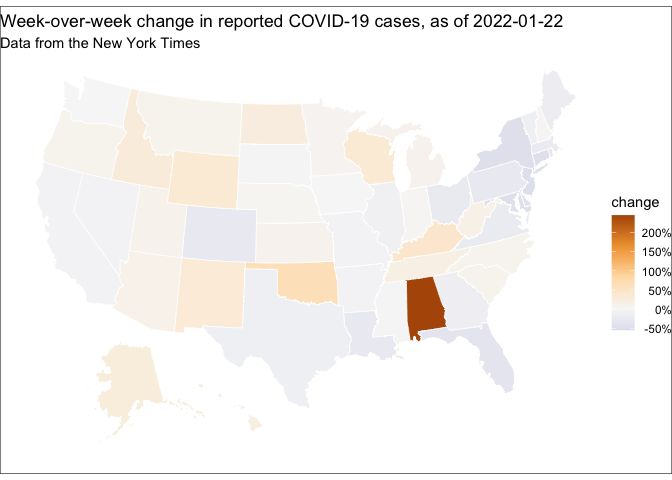 Week-over-week change in reported COVID-19 cases, as of 2022-01-22
Data from the New York Times
change
200%
150%
100%
50%
0%
-50%